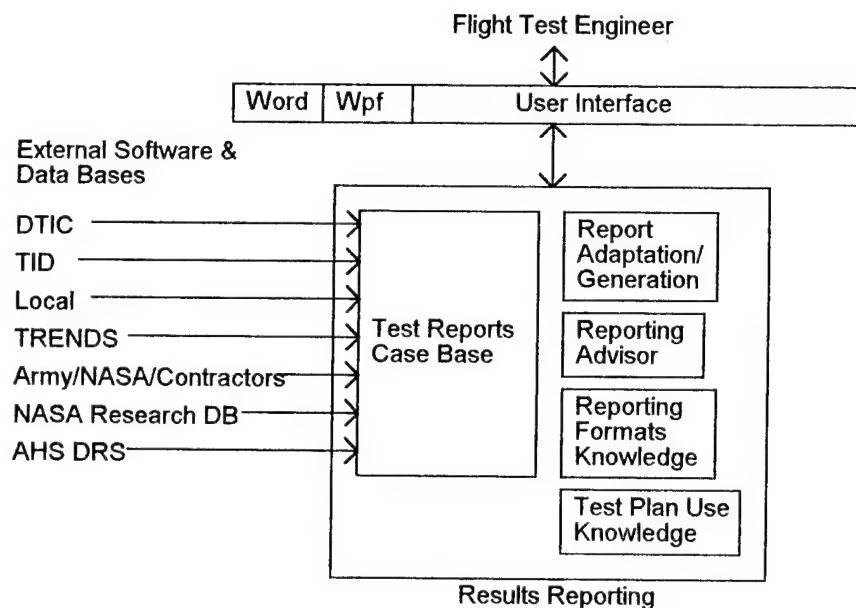 Flight Test Engineer
Word
Wpf
User Interface
External Software &
Data Bases
DTIC
TID
Local
TRENDS
Army/NASA/Contractors
NASA Research DB
AHS DRS
Test Reports
Case Base
Report
Adaptation/
Generation
Reporting
Advisor
Reporting
Formats
Knowledge
Test Plan Use
Knowledge
Results Reporting